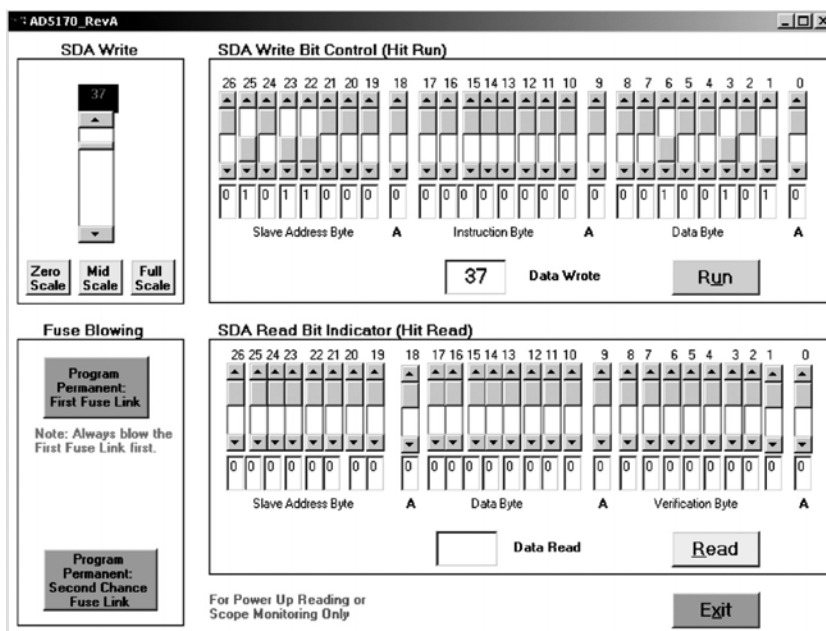 AD5170_RevA
SDA Write
37
Zero Scale
Mid Scale
Full Scale
SDA Write Bit Control (Hit Run)
26 25 24 23 22 21 20 19 18 17 16 15 14 13 12 11 10 9 8 7 6 5 4 3 2 1 0
0 1 0 1 1 0 0 0 0 0 0 0 0 0 0 0 0 0 0 0 1 0 0 1 0 1 0
Slave Address Byte A Instruction Byte A Data Byte A
37 Data Wrote Run
Fuse Blowing
Program
Permanent:
First Fuse Link
Note: Always blow the
First Fuse Link first.
Program
Permanent:
Second Chance
Fuse Link
SDA Read Bit Indicator (Hit Read)
26 25 24 23 22 21 20 19 18 17 16 15 14 13 12 11 10 9 8 7 6 5 4 3 2 1 0
0 0 0 0 0 0 0 0 0 0 0 0 0 0 0 0 0 0 0 0 0 0 0 0 0 0 0
Slave Address Byte A Data Byte A Verification Byte A
Data Read Read
For Power Up Reading or
Scope Monitoring Only
Exit